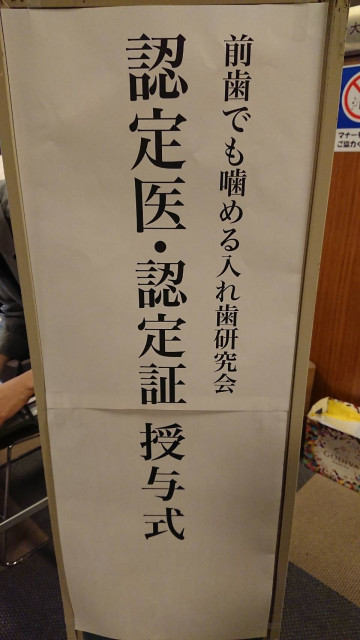 前歯でも噛める入れ歯研究会
認定医・認定証 授与式